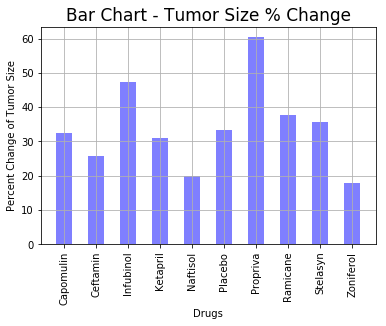 Bar Chart - Tumor Size % Change
Percent Change of Tumor Size
60
50
40
30
20
10
0
Capomulin
Ceftamin
Infubinol
Ketapril
Naftisol
Placebo
Propriva
Ramicane
Stelasyn
Zoniferol
Drugs